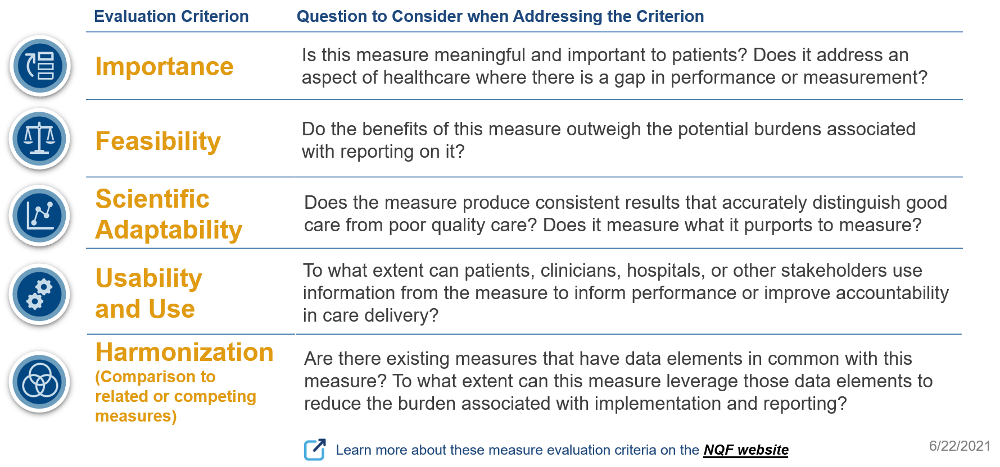 Evaluation Criterion
Question to Consider when Addressing the Criterion
Importance
Is this measure meaningful and important to patients? Does it address an
aspect of healthcare where there is a gap in performance or measurement?
Feasibility
Do the benefits of this measure outweigh the potential burdens associated
with reporting on it?
Scientific
Adaptability
Does the measure produce consistent results that accurately distinguish good
care from poor quality care? Does it measure what it purports to measure?
Usability
and Use
To what extent can patients, clinicians, hospitals, or other stakeholders use
information from the measure to inform performance or improve accountability
in care delivery?
Harmonization
(Comparison to
related or competing
measures)
Are there existing measures that have data elements in common with this
measure? To what extent can this measure leverage those data elements to
reduce the burden associated with implementation and reporting?
Learn more about these measure evaluation criteria on the NQF website
6/22/2021